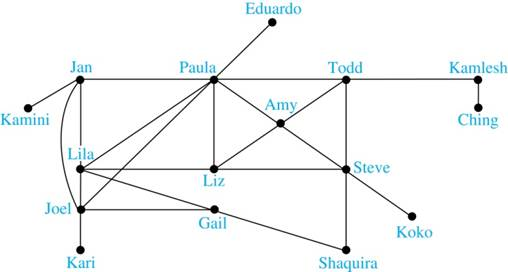 Eduardo
Jan
Paula
Todd
Kamlesh
Amy
Kamini
Ching
Lila
Liz
Steve
Joel
Gail
Koko
Kari
Shaquira